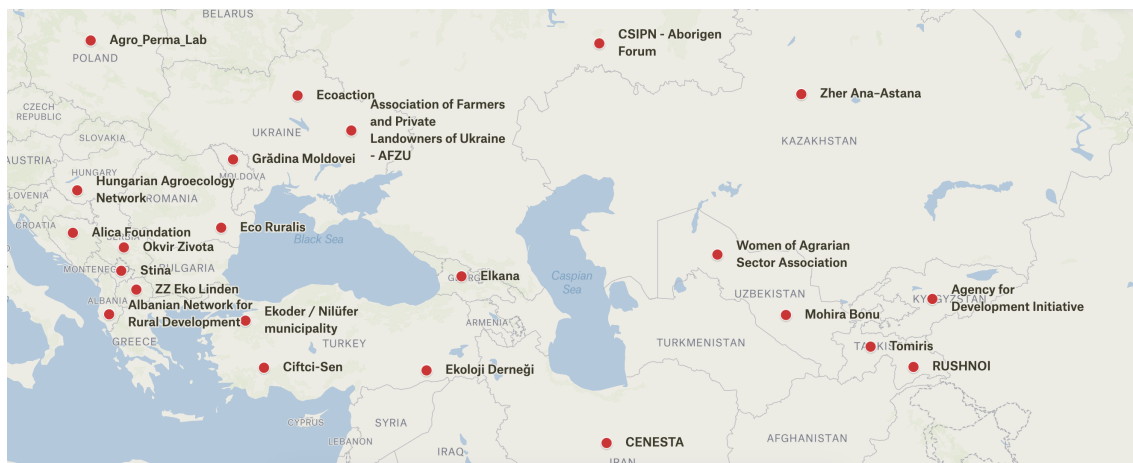 BELARUS
Agro_Perma_Lab
POLAND
CSIPN - Aborigen
Forum
Ecoaction
Zher Ana–Astana
CZECH
REPUBLIC
Association of Farmers
and Private
Landowners of Ukraine
- AFZU
UKRAINE
SLOVAKIA
KAZAKHSTAN
AUSTRIA
Grădina Moldovei
MOLDOVA
HUNGARY
Hungarian Agroecology
Network
SLOVENIA
ROMANIA
CROATIA
Alica Foundation
Eco Ruralis
SERBIA
Black Sea
Okvir Zivota
Women of Agrarian
Sector Association
MONTENEGRO
Stina
BULGARIA
GEORGIA
Elkana
Caspian
Sea
ZZ Eko Linden
UZBEKISTAN
Agency for
Development Initiative
KYRGYZSTAN
ALBANIA
Albanian Network for
Rural Development
Ekoder / Nilüfer
municipality
ARMENIA
Mohira Bonu
GREECE
TURKEY
TURKMENISTAN
Tomiris
Ciftci-Sen
Ekoloji Derneği
RUSHNOI
CYPRUS
SYRIA
LEBANON
IRAQ
CENESTA
IRAN
AFGHANISTAN